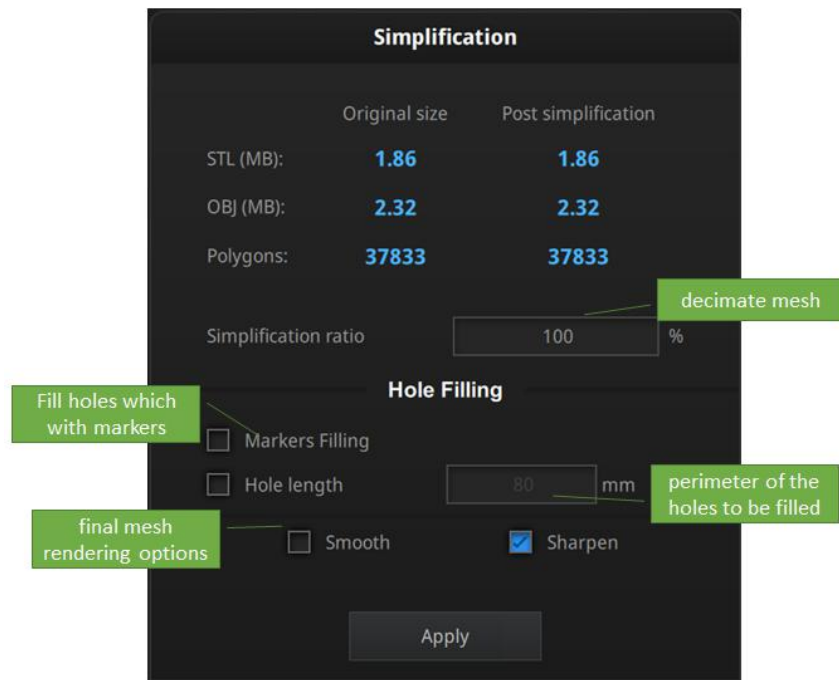 Simplification
Original size Post simplification
STL (MB): 1.86 1.86
OBJ (MB): 2.32 2.32
Polygons: 37833 37833
decimate mesh
Simplification ratio 100 %
Hole Filling
Fill holes which
with markers
Markers Filling
Hole length 80 mm
perimeter of the
holes to be filled
final mesh
rendering options
Smooth Sharpen
Apply